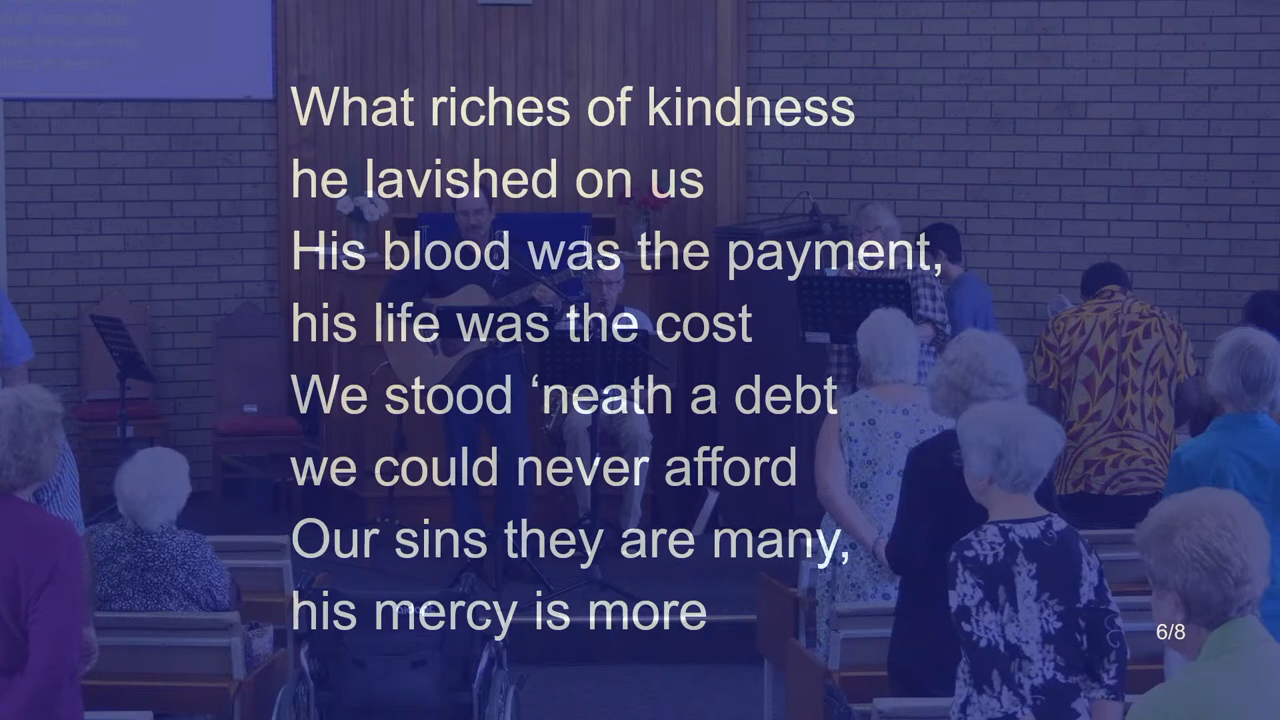 What riches of kindness
he lavished on us
His blood was the payment,
his life was the cost
We stood ‘neath a debt
we could never afford
Our sins they are many,
his mercy is more
6/8